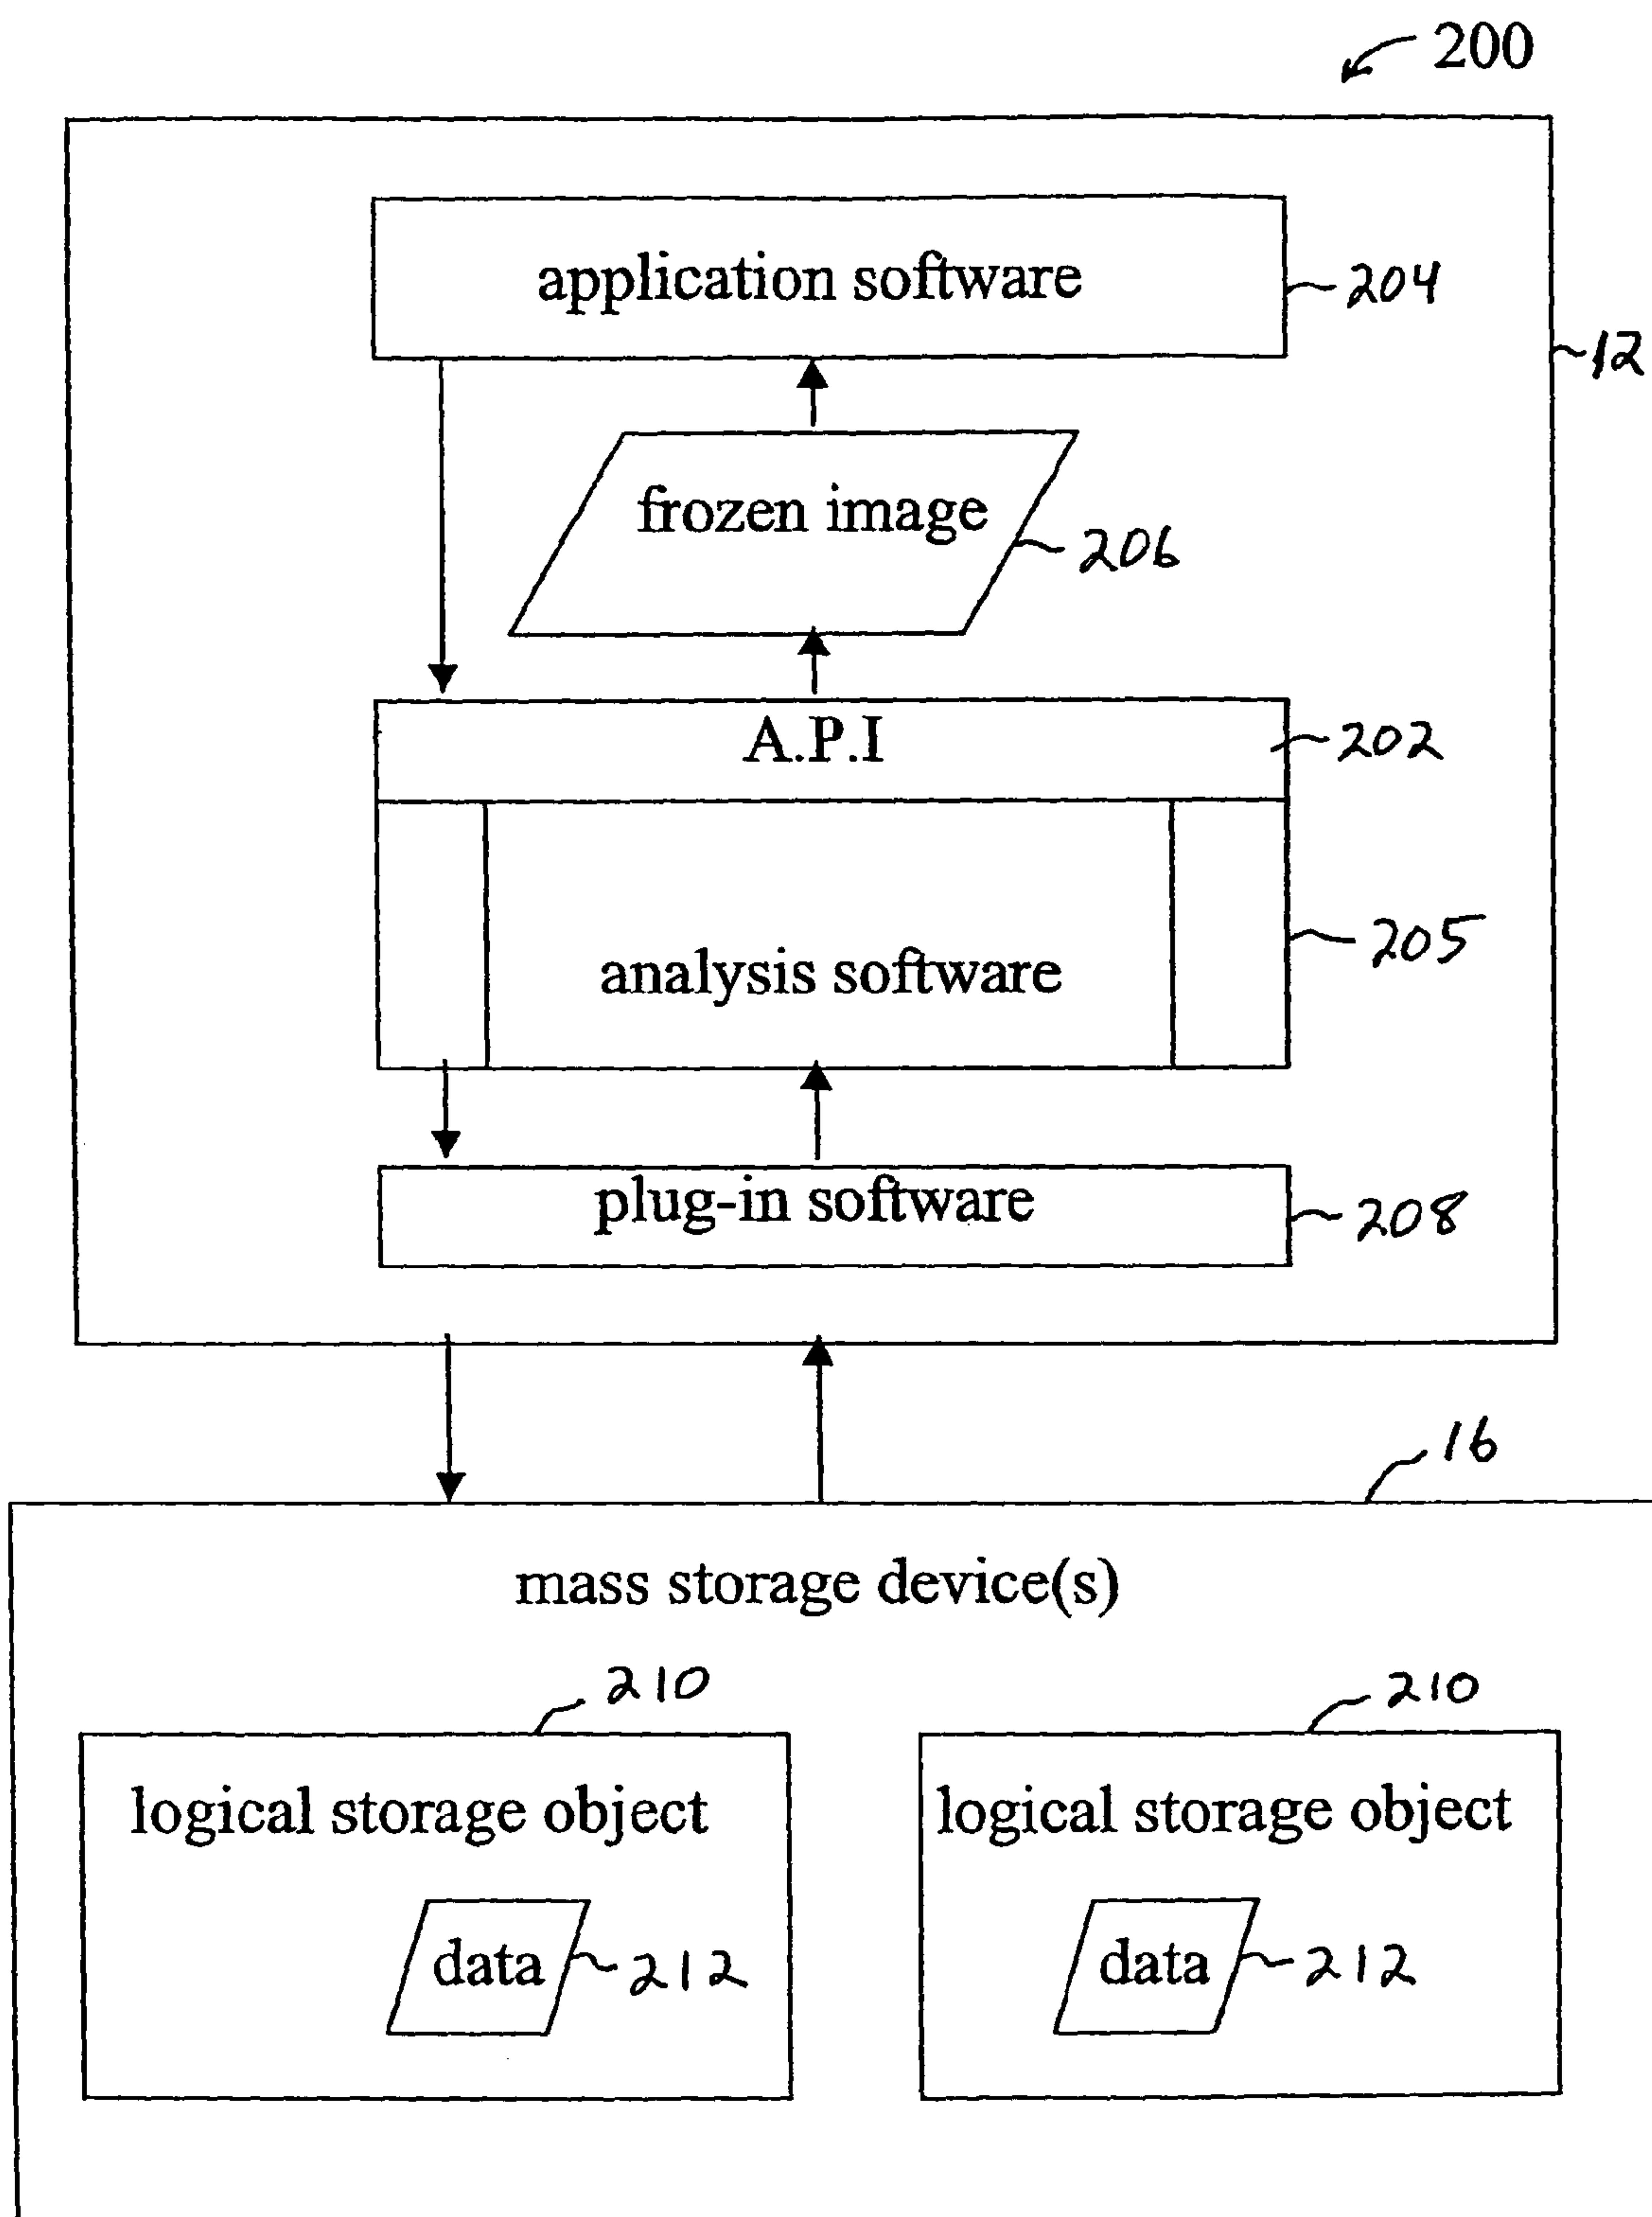 200
application software
204
12
frozen image
206
A.P.I
202
205
analysis software
plug-in software
208
16
mass storage device(s)
210 210
logical storage object logical storage object
data 212 data 212